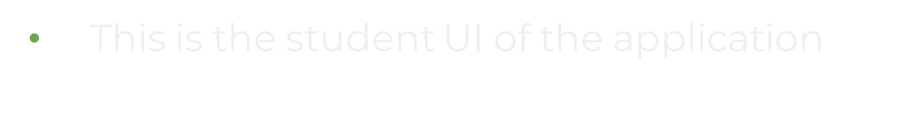 • This is the student UI of the application